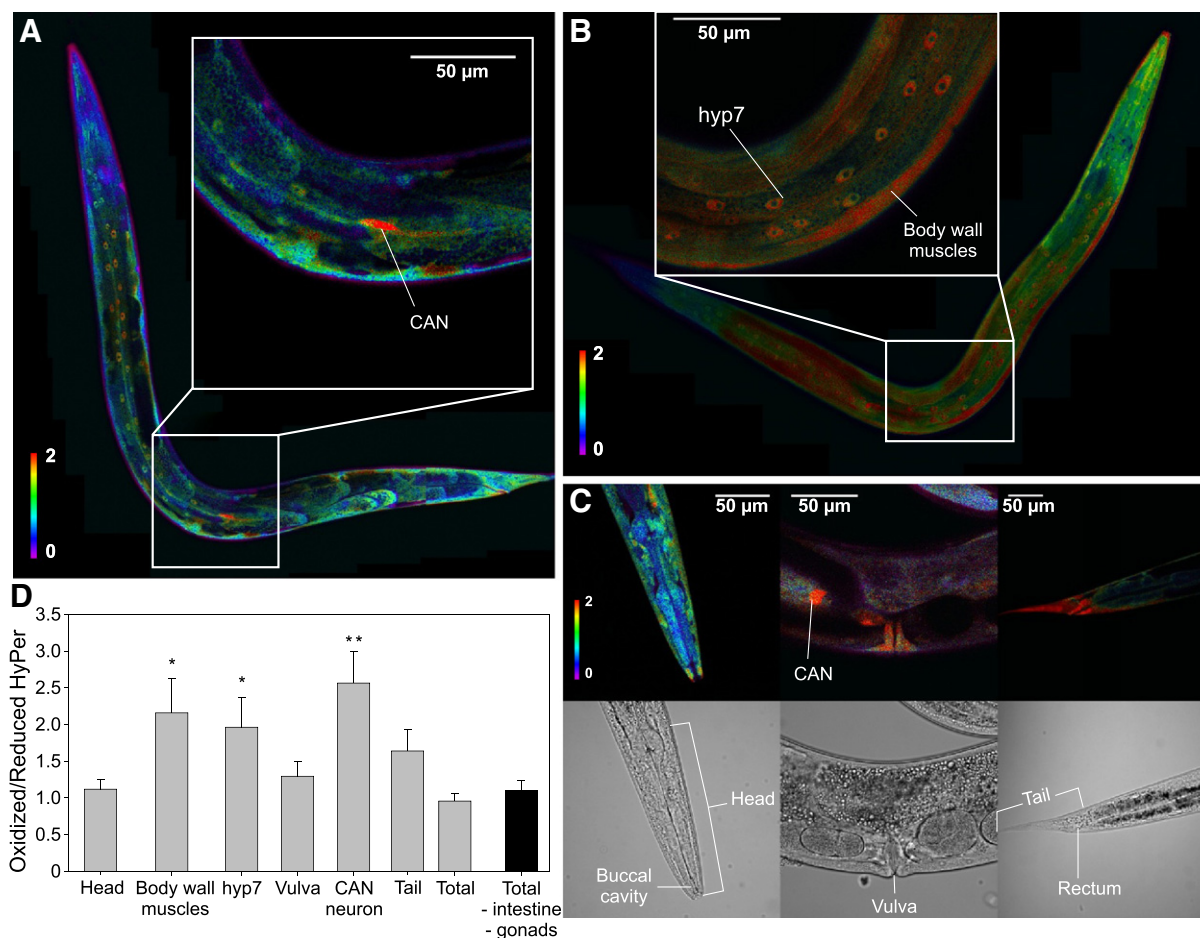 A
50 µm
CAN
2
0
B
50 µm
hyp7
Body wall
muscles
2
0
C
50 µm
50 µm
50 µm
2
0
CAN
Head
Buccal
cavity
Vulva
Tail
Rectum
D
Oxidized/Reduced HyPer
3.5
3.0
2.5
2.0
1.5
1.0
0.5
0
*
*
**
Head
Body wall
muscles
hyp7
Vulva
CAN
neuron
Tail
Total
Total
- intestine
- gonads